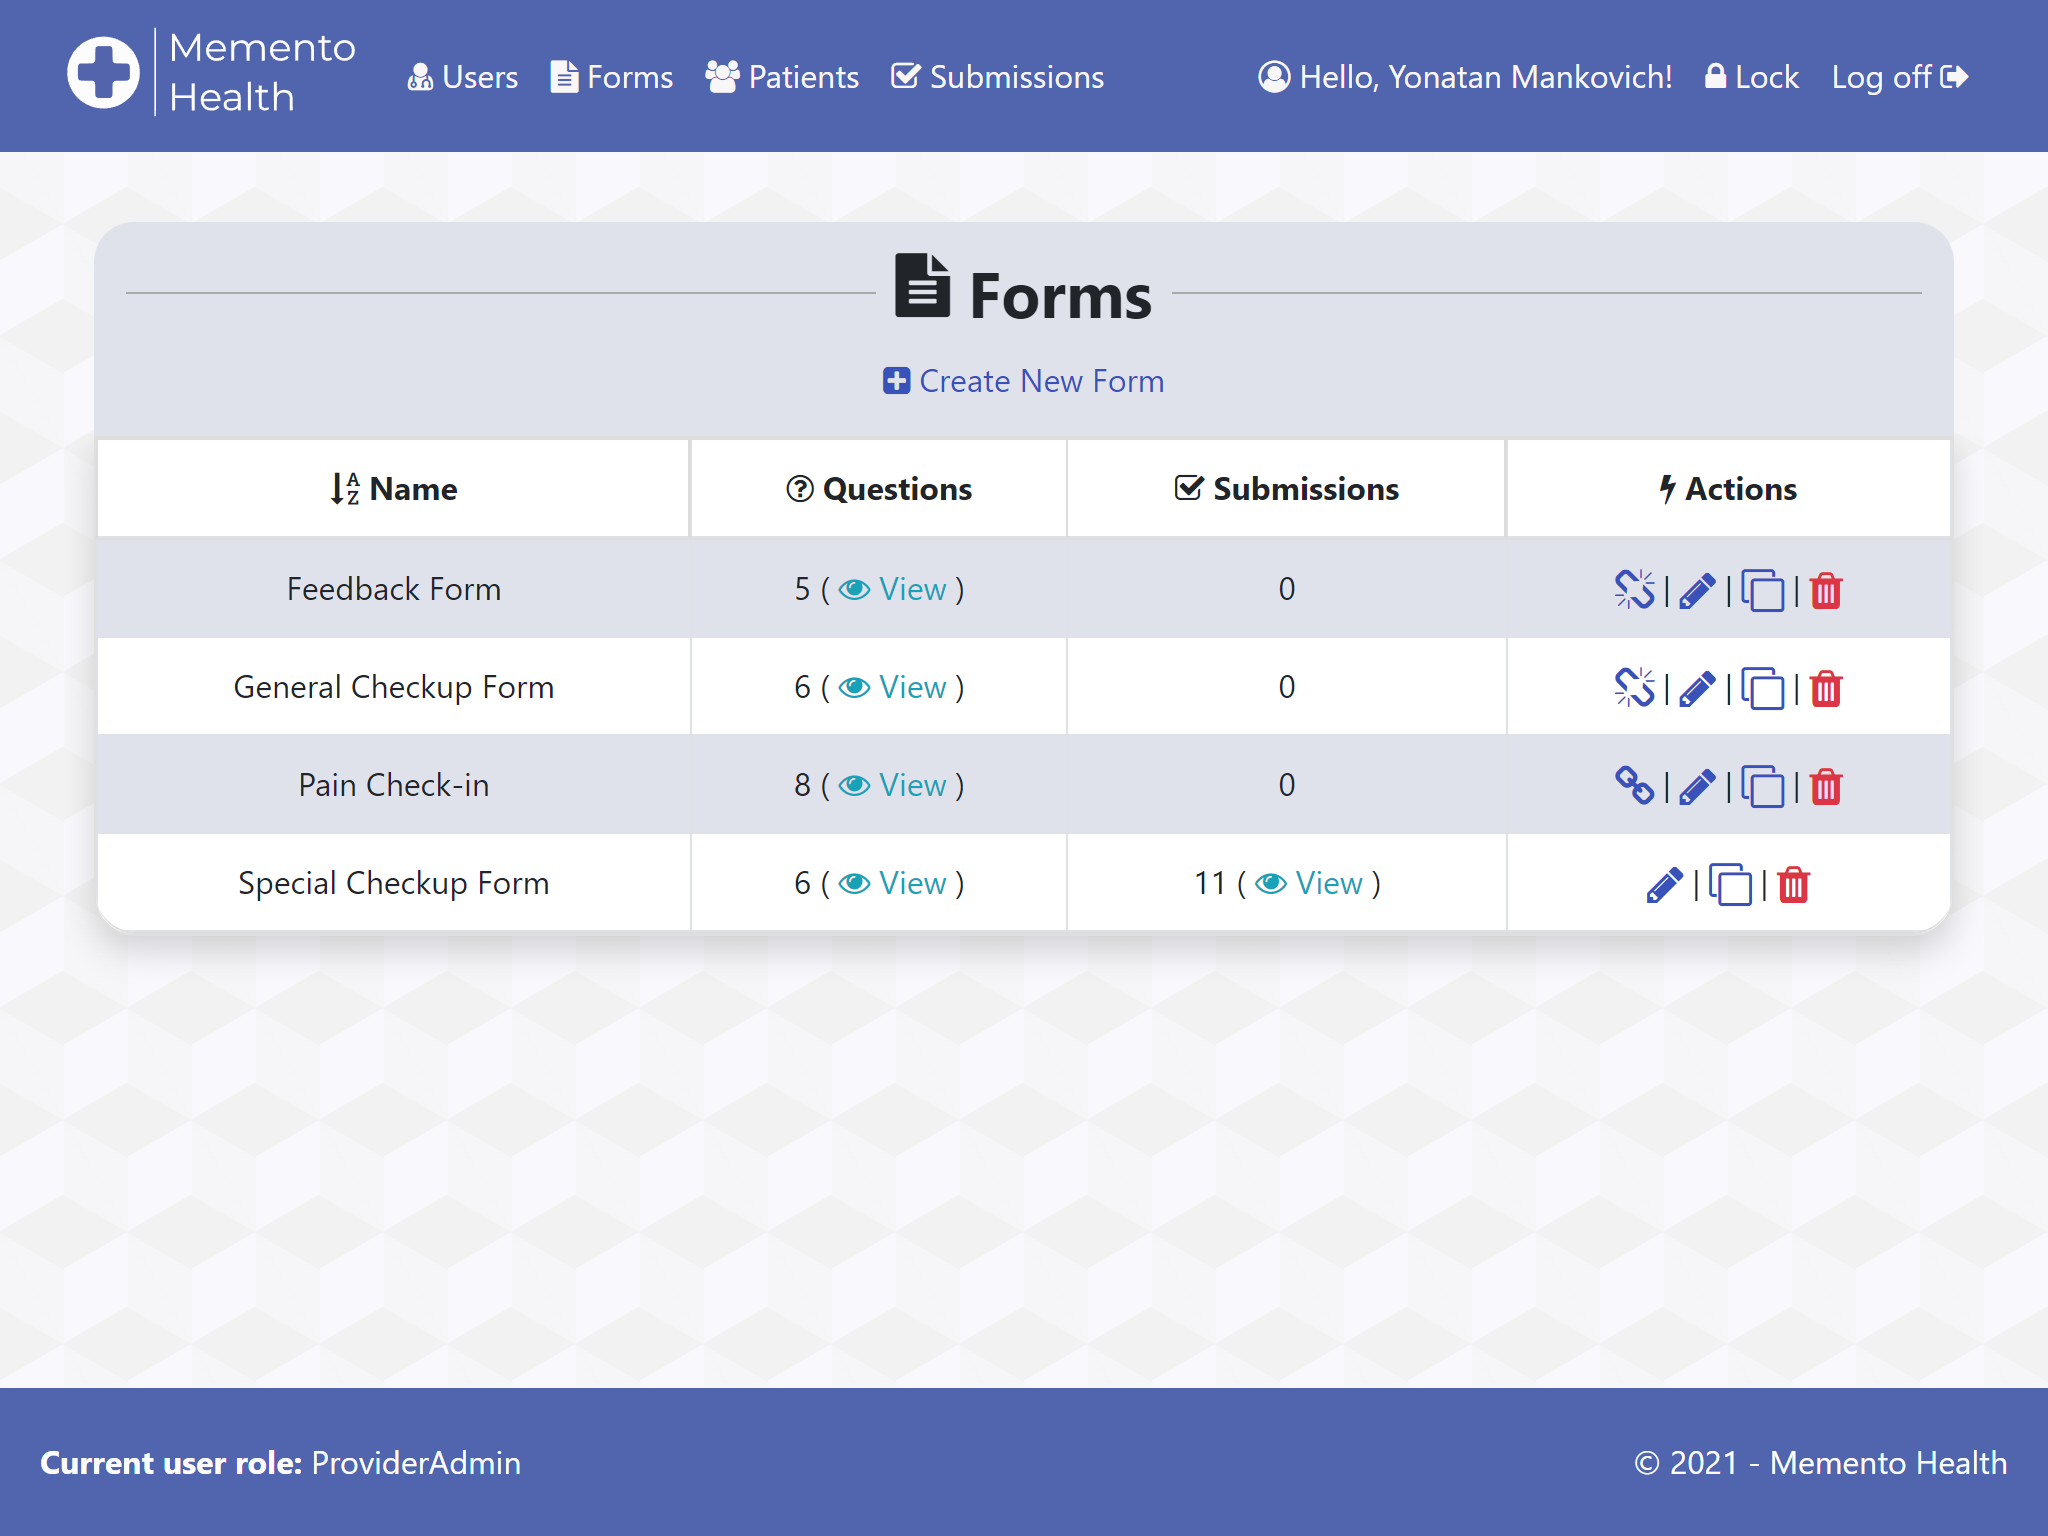 Memento
Health
Users Forms Patients Submissions Hello, Yonatan Mankovich! Lock Log off
Forms
Create New Form
Name Questions Submissions Actions
Feedback Form 5 ( View ) 0 | | |
General Checkup Form 6 ( View ) 0 | | |
Pain Check-in 8 ( View ) 0 | | |
Special Checkup Form 6 ( View ) 11 ( View ) | |
Current user role: ProviderAdmin © 2021 - Memento Health